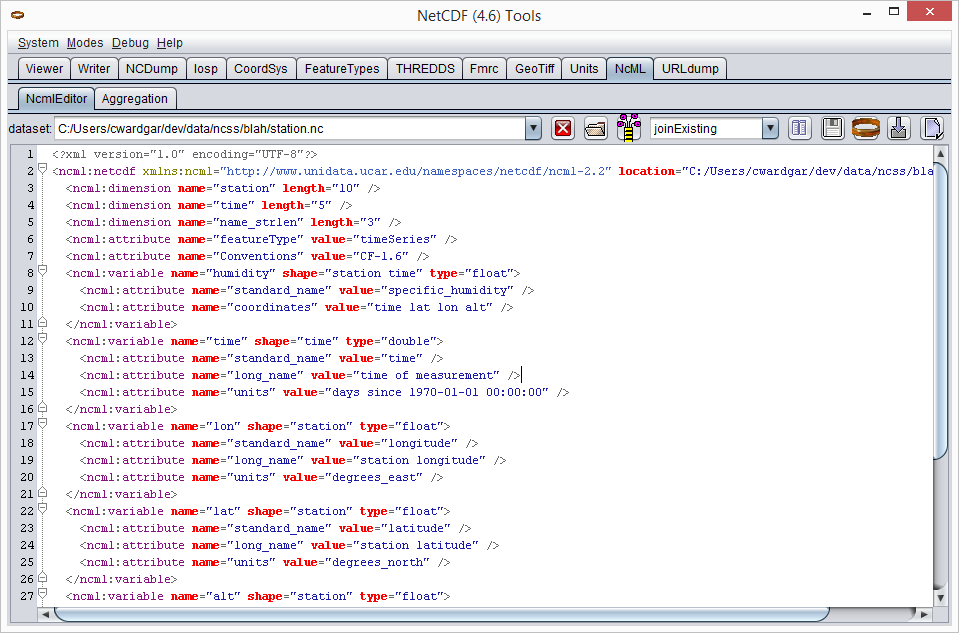 NetCDF (4.6) Tools
System Modes Debug Help
Viewer Writer NCDump Iosp CoordSys FeatureTypes THREDDS Fmrc GeoTiff Units NcML URLdump
NcmlEditor Aggregation
dataset: C:/Users/cwardgar/dev/data/ncss/blah/station.nc joinExisting
1 <?xml version="1.0" encoding="UTF-8"?>
2 <ncml:netcdf xmlns:ncml="http://www.unidata.ucar.edu/namespaces/netcdf/ncml-2.2" location="C:/Users/cwardgar/dev/data/ncss/bla
3 <ncml:dimension name="station" length="10" />
4 <ncml:dimension name="time" length="5" />
5 <ncml:dimension name="name_strlen" length="3" />
6 <ncml:attribute name="featureType" value="timeSeries" />
7 <ncml:attribute name="Conventions" value="CF-1.6" />
8 <ncml:variable name="humidity" shape="station time" type="float">
9 <ncml:attribute name="standard_name" value="specific_humidity" />
10 <ncml:attribute name="coordinates" value="time lat lon alt" />
11 </ncml:variable>
12 <ncml:variable name="time" shape="time" type="double">
13 <ncml:attribute name="standard_name" value="time" />
14 <ncml:attribute name="long_name" value="time of measurement" />
15 <ncml:attribute name="units" value="days since 1970-01-01 00:00:00" />
16 </ncml:variable>
17 <ncml:variable name="lon" shape="station" type="float">
18 <ncml:attribute name="standard_name" value="longitude" />
19 <ncml:attribute name="long_name" value="station longitude" />
20 <ncml:attribute name="units" value="degrees_east" />
21 </ncml:variable>
22 <ncml:variable name="lat" shape="station" type="float">
23 <ncml:attribute name="standard_name" value="latitude" />
24 <ncml:attribute name="long_name" value="station latitude" />
25 <ncml:attribute name="units" value="degrees_north" />
26 </ncml:variable>
27 <ncml:variable name="alt" shape="station" type="float">